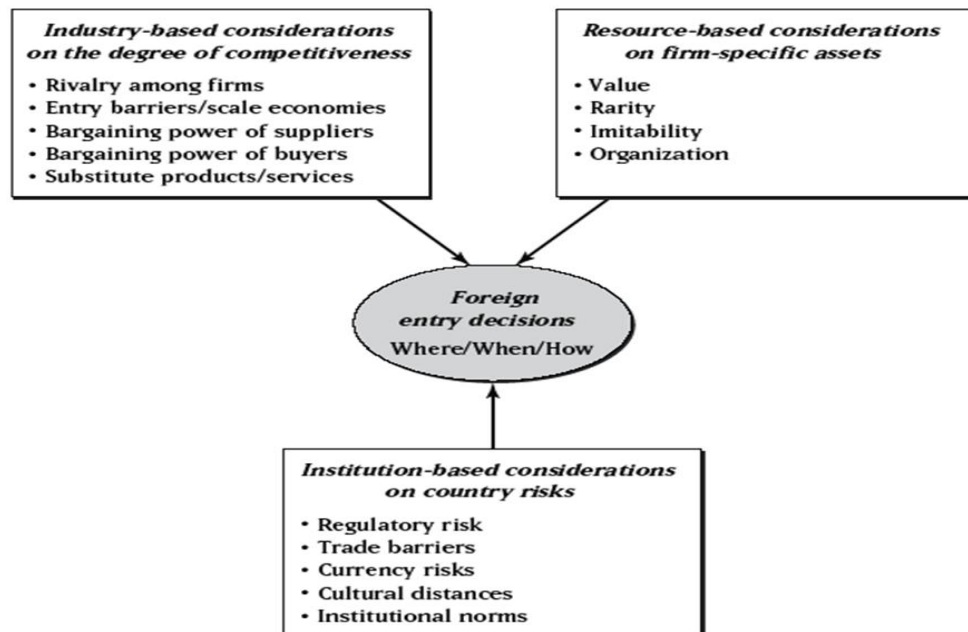 Industry-based considerations
on the degree of competitiveness
• Rivalry among firms
• Entry barriers/scale economies
• Bargaining power of suppliers
• Bargaining power of buyers
• Substitute products/services
Resource-based considerations
on firm-specific assets
• Value
• Rarity
• Imitability
• Organization
Foreign
entry decisions
Where/When/How
Institution-based considerations
on country risks
• Regulatory risk
• Trade barriers
• Currency risks
• Cultural distances
• Institutional norms